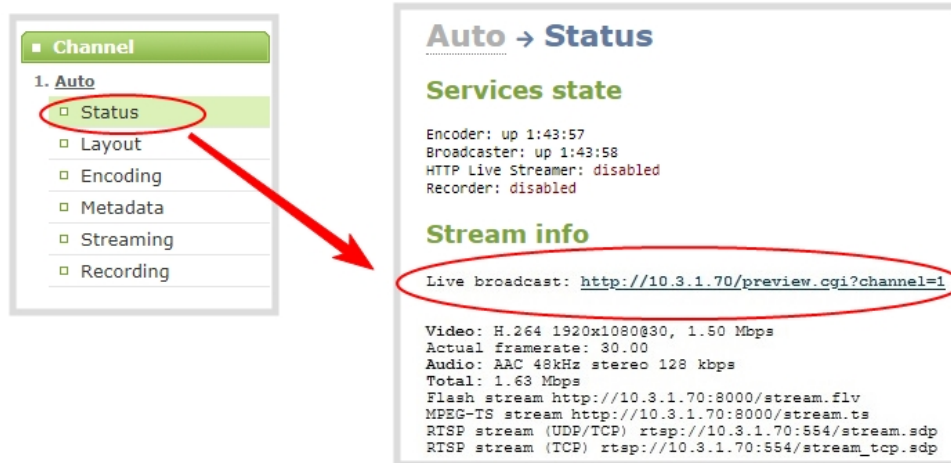 Channel
1. Auto
Status
Layout
Encoding
Metadata
Streaming
Recording
Auto → Status
Services state
Encoder: up 1:43:57
Broadcaster: up 1:43:58
HTTP Live Streamer: disabled
Recorder: disabled
Stream info
Live broadcast: http://10.3.1.70/preview.cgi?channel=1
Video: H.264 1920x1080@30, 1.50 Mbps
Actual framerate: 30.00
Audio: AAC 48kHz stereo 128 kbps
Total: 1.63 Mbps
Flash stream http://10.3.1.70:8000/stream.flv
MPEG-TS stream http://10.3.1.70:8000/stream.ts
RTSP stream (UDP/TCP) rtsp://10.3.1.70:554/stream.sdp
RTSP stream (TCP) rtsp://10.3.1.70:554/stream_tcp.sdp